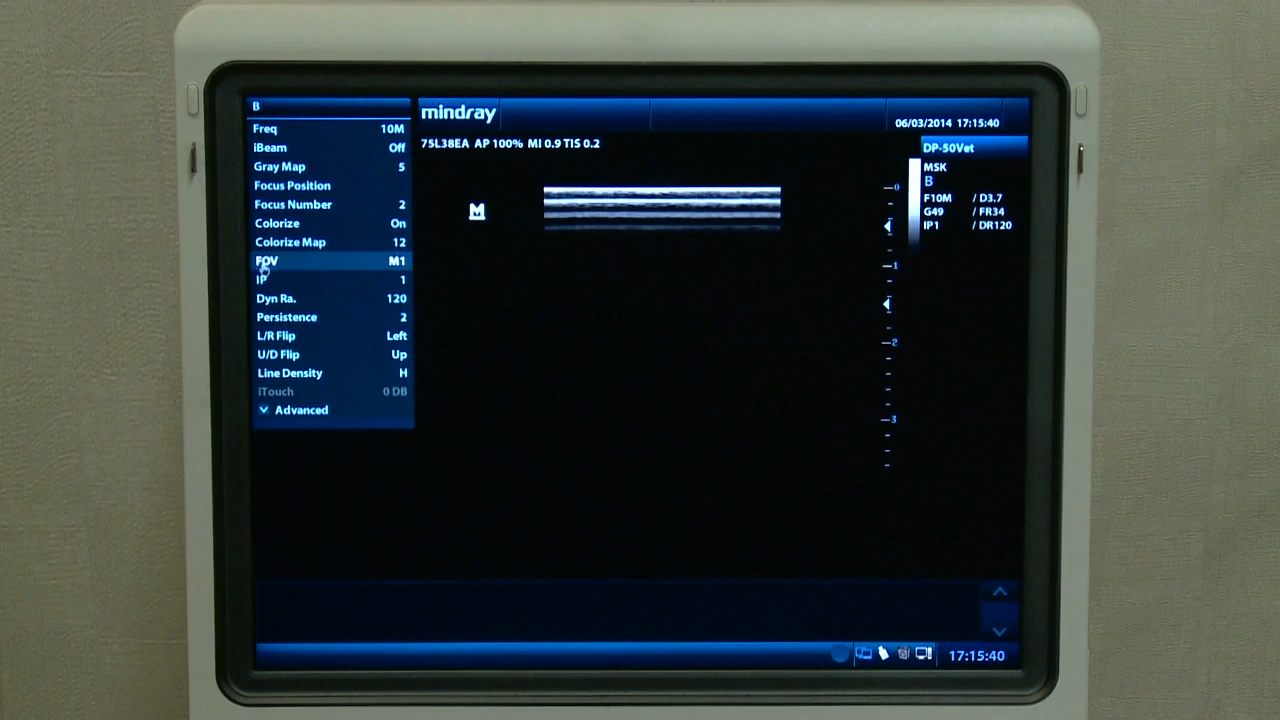 B
mindray
06/03/2014 17:15:40
Freq 10M
iBeam Off
Gray Map 5
Focus Position
Focus Number 2
Colorize On
Colorize Map 12
FOV M1
IP 1
Dyn Ra. 120
Persistence 2
L/R Flip Left
U/D Flip Up
Line Density H
iTouch 0 DB
Advanced
75L38EA AP 100% MI 0.9 TIS 0.2
M
0
1
2
3
DP-50Vet
MSK
B
F10M / D3.7
G49 / FR34
IP1 / DR120
17:15:40